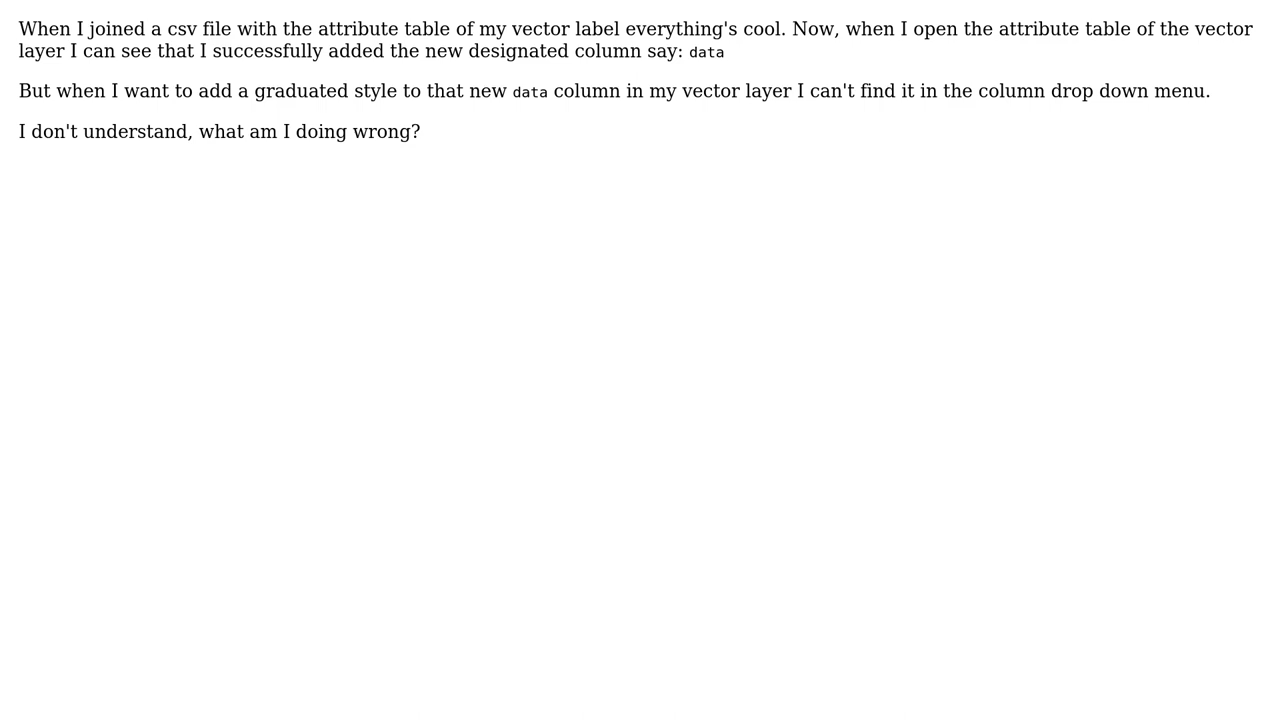 When I joined a csv file with the attribute table of my vector label everything's cool. Now, when I open the attribute table of the vector
layer I can see that I successfully added the new designated column say: data
But when I want to add a graduated style to that new data column in my vector layer I can't find it in the column drop down menu.
I don't understand, what am I doing wrong?